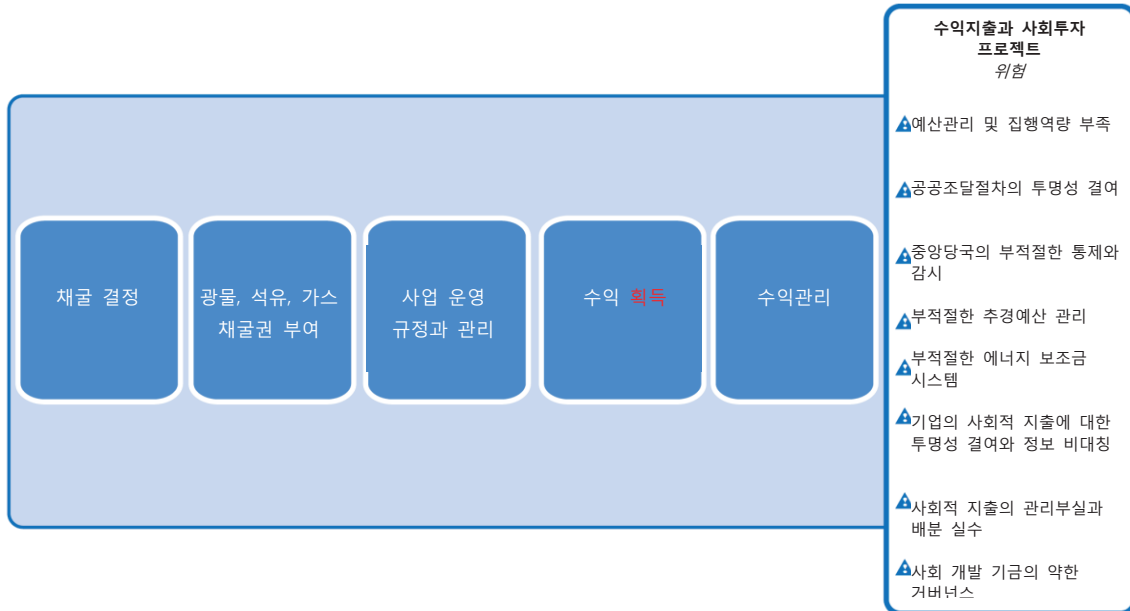 채굴 결정
광물, 석유, 가스
채굴권 부여
사업 운영
규정과 관리
수익 획득
수익관리
수익지출과 사회투자
프로젝트
위험
예산관리 및 집행역량 부족
공공조달절차의 투명성 결여
중앙당국의 부적절한 통제와
감시
부적절한 추경예산 관리
부적절한 에너지 보조금
시스템
기업의 사회적 지출에 대한
투명성 결여와 정보 비대칭
사회적 지출의 관리부실과
배분 실수
사회 개발 기금의 약한
거버넌스